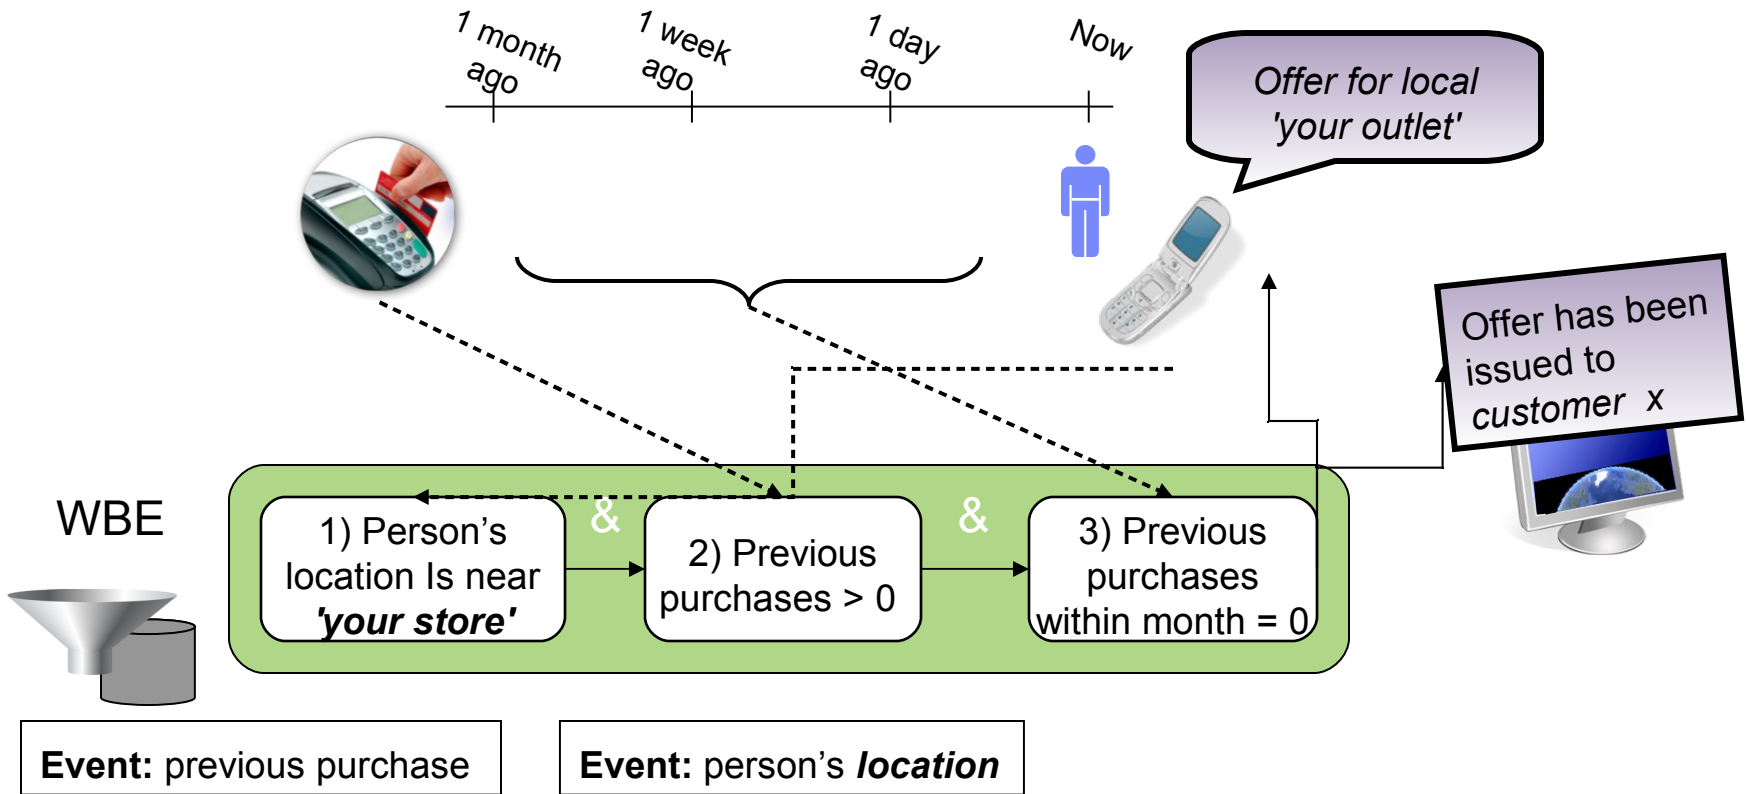 1 month
ago
1 week
ago
1 day
ago
Now
Offer for local
'your outlet'
Offer has been
issued to
customer x
WBE
1) Person’s
location Is near
'your store'
&
2) Previous
purchases > 0
&
3) Previous
purchases
within month = 0
Event: previous purchase
Event: person’s location